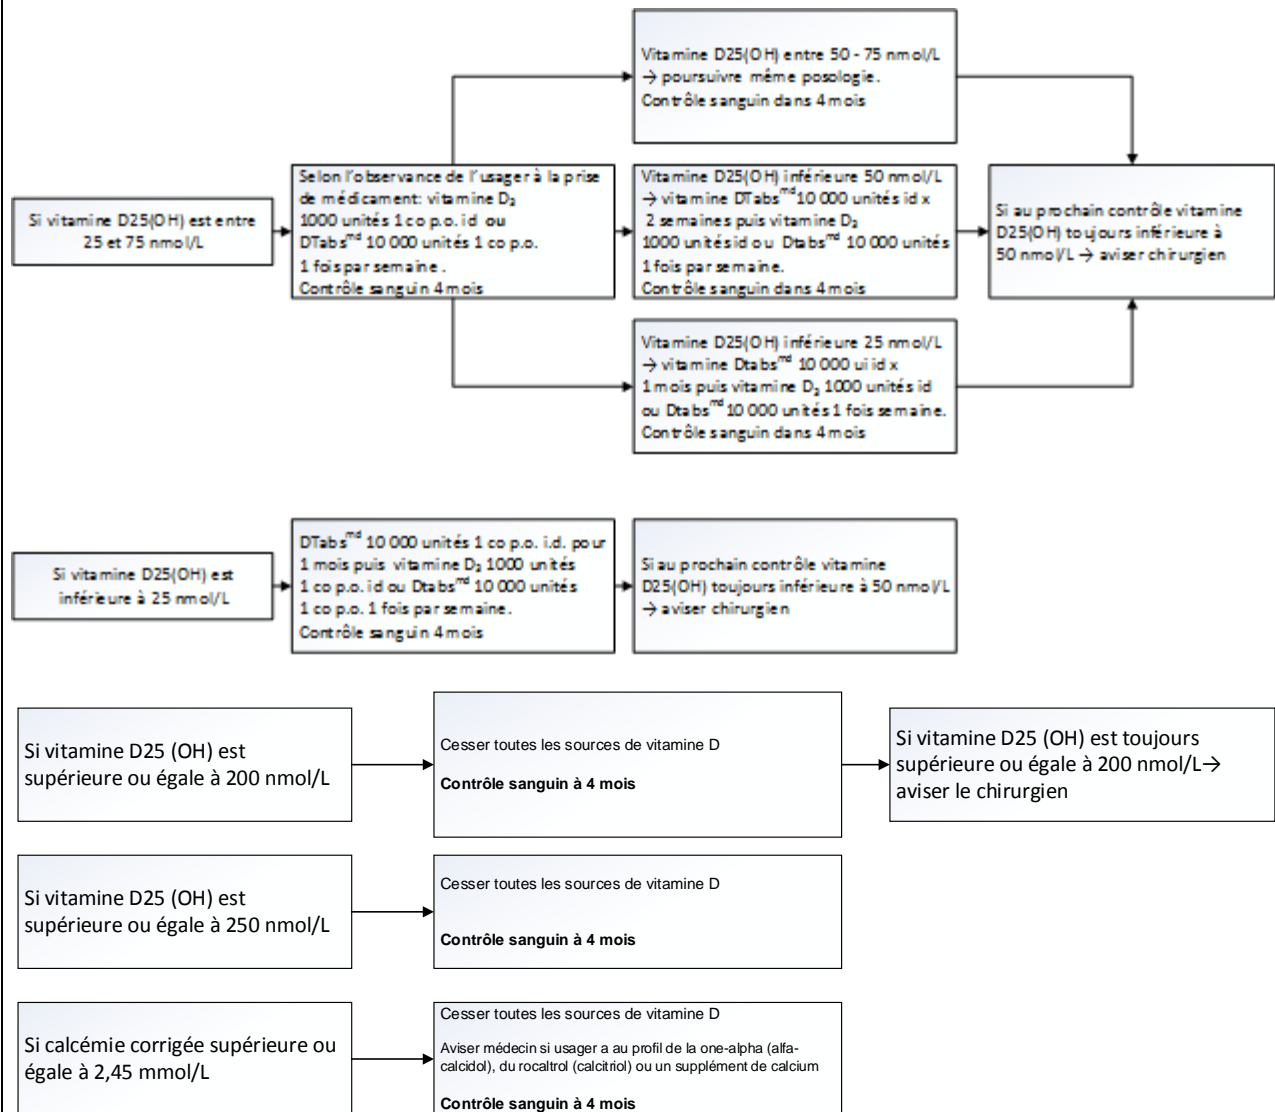 Vitamine D25(OH) entre 50 - 75 nmol/L
→ poursuivre même posologie.
Contrôle sanguin dans 4 mois
Si vitamine D25(OH) est entre
25 et 75 nmol/L
Selon l'observance de l'usager à la prise
de médicament: vitamine D₃
1000 unités 1 co p.o. id ou
DTabsᵐᵈ 10 000 unités 1 co p.o.
1 fois par semaine .
Contrôle sanguin 4 mois
Vitamine D25(OH) inférieure 50 nmol/L
→ vitamine DTabsᵐᵈ 10 000 unités id x
2 semaines puis vitamine D₃
1000 unités id ou Dtabsᵐᵈ 10 000 unités
1 fois par semaine.
Contrôle sanguin dans 4 mois
Si au prochain contrôle vitamine
D25(OH) toujours inférieure à
50 nmol/L → aviser chirurgien
Vitamine D25(OH) inférieure 25 nmol/L
→ vitamine Dtabsᵐᵈ 10 000 ui id x
1 mois puis vitamine D₃ 1000 unités id
ou Dtabsᵐᵈ 10 000 unités 1 fois semaine.
Contrôle sanguin dans 4 mois
Si vitamine D25(OH) est
inférieure à 25 nmol/L
DTabsᵐᵈ 10 000 unités 1 co p.o. i.d. pour
1 mois puis vitamine D₃ 1000 unités
1 co p.o. id ou Dtabsᵐᵈ 10 000 unités
1 co p.o. 1 fois par semaine.
Contrôle sanguin 4 mois
Si au prochain contrôle vitamine
D25(OH) toujours inférieure à 50 nmol/L
→ aviser chirurgien
Si vitamine D25 (OH) est
supérieure ou égale à 200 nmol/L
Cesser toutes les sources de vitamine D
Contrôle sanguin à 4 mois
Si vitamine D25 (OH) est toujours
supérieure ou égale à 200 nmol/L→
aviser le chirurgien
Si vitamine D25 (OH) est
supérieure ou égale à 250 nmol/L
Cesser toutes les sources de vitamine D
Contrôle sanguin à 4 mois
Si calcémie corrigée supérieure ou
égale à 2,45 mmol/L
Cesser toutes les sources de vitamine D
Aviser médecin si usager a au profil de la one-alpha (alfa-
calcidol), du rocaltrol (calcitriol) ou un supplément de calcium
Contrôle sanguin à 4 mois